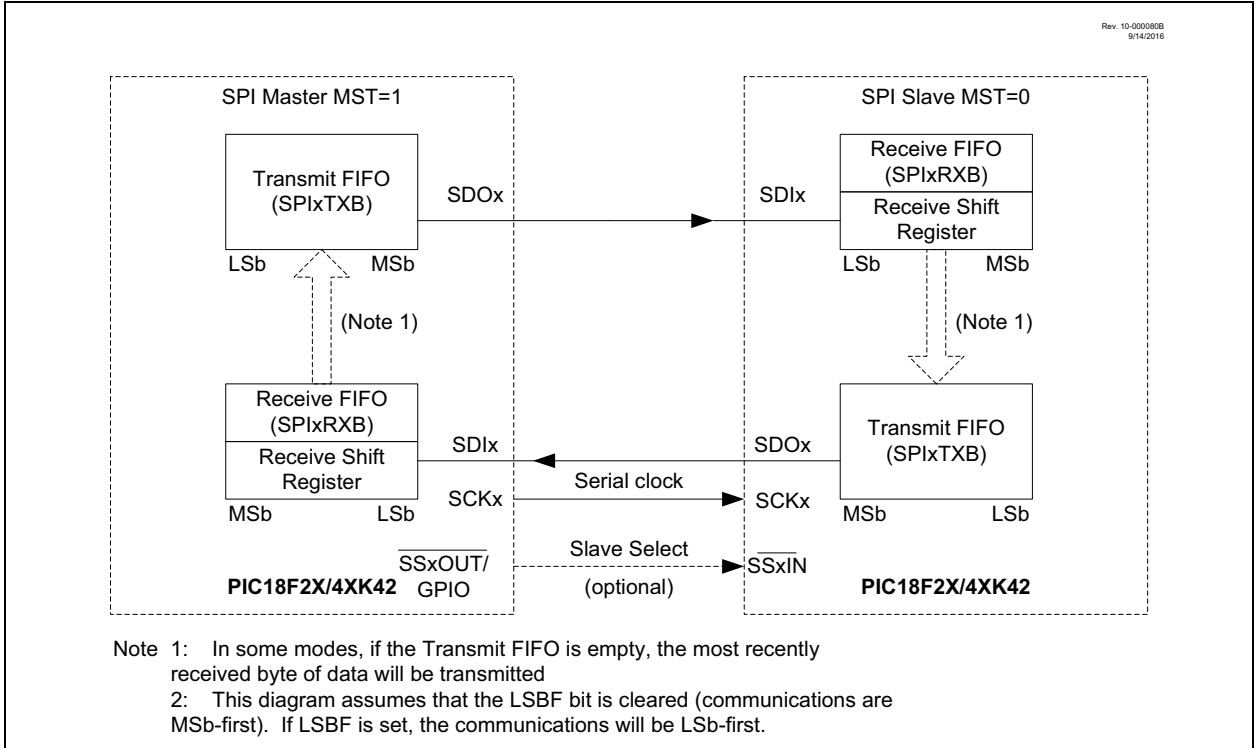 Rev. 10-000080B
9/14/2016
SPI Master MST=1
SPI Slave MST=0
Transmit FIFO
(SPIxTXB)
SDOx
SDIx
Receive FIFO
(SPIxRXB)
Receive Shift
Register
LSb MSb
LSb MSb
(Note 1)
(Note 1)
Receive FIFO
(SPIxRXB)
Receive Shift
Register
SDIx
SDOx
Transmit FIFO
(SPIxTXB)
Serial clock
SCKx
SCKx
MSb LSb
MSb LSb
SSxOUT/
GPIO
Slave Select
(optional)
SSxIN
PIC18F2X/4XK42
PIC18F2X/4XK42
Note 1: In some modes, if the Transmit FIFO is empty, the most recently
received byte of data will be transmitted
2: This diagram assumes that the LSBF bit is cleared (communications are
MSb-first). If LSBF is set, the communications will be LSb-first.